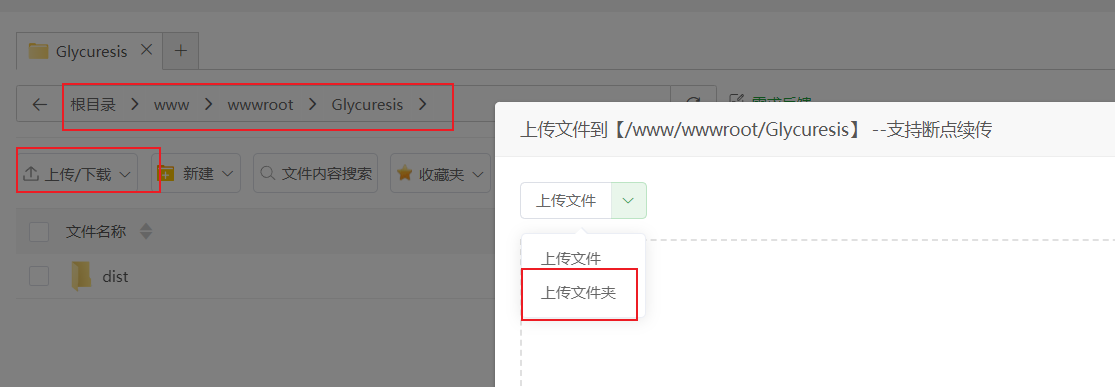 Glycuresis
根目录 www wwwroot Glycuresis
需求反馈
上传文件到【/www/wwwroot/Glycuresis】 --支持断点续传
上传/下载 新建 文件内容搜索 收藏夹
上传文件
文件名称
上传文件
dist
上传文件夹